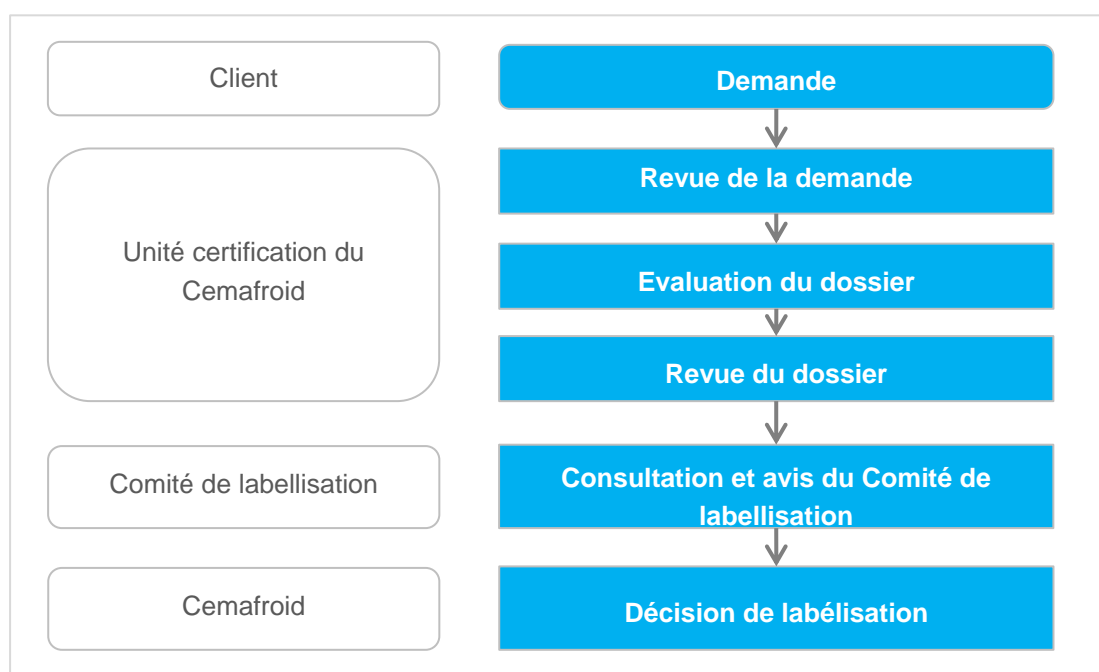 Client
Demande
Revue de la demande
Unité certification du
Cemafroid
Evaluation du dossier
Revue du dossier
Comité de labellisation
Consultation et avis du Comité de
labellisation
Cemafroid
Décision de labélisation